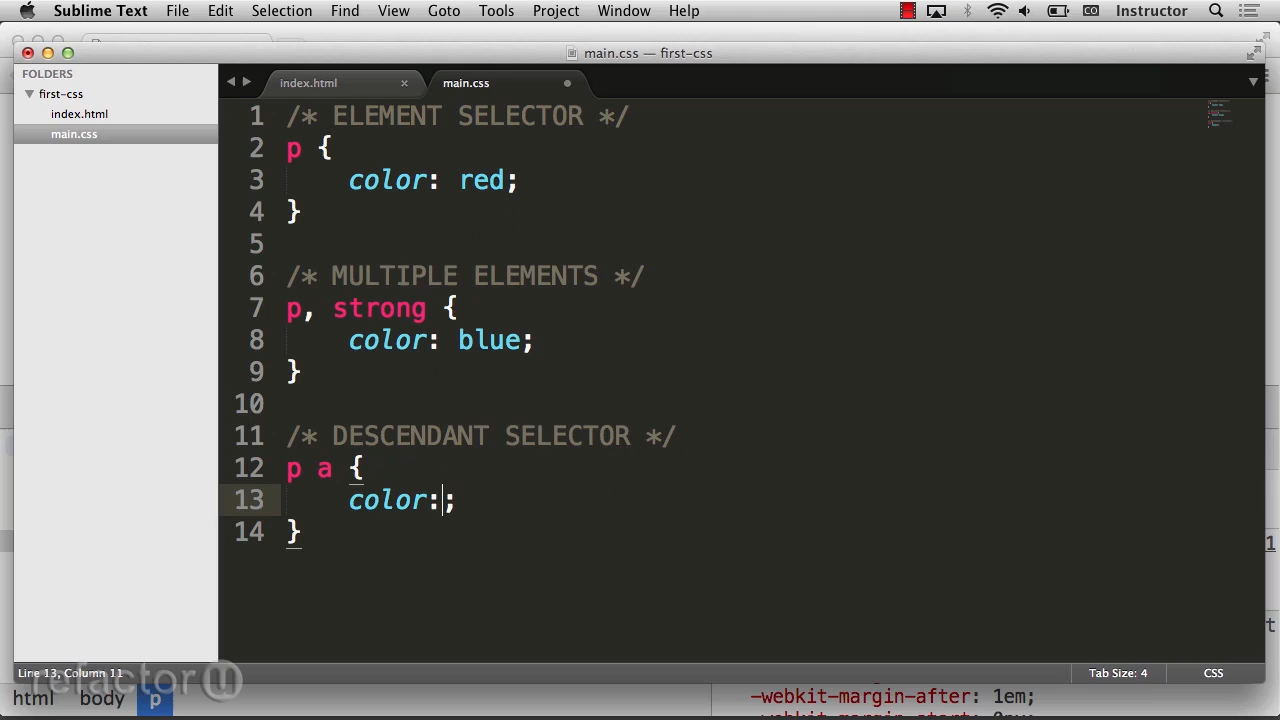 Sublime Text File Edit Selection Find View Goto Tools Project Window Help Instructor
main.css — first-css
FOLDERS
first-css
index.html
main.css
index.html × main.css
1 /* ELEMENT SELECTOR */
2 p {
3 color: red;
4 }
5
6 /* MULTIPLE ELEMENTS */
7 p, strong {
8 color: blue;
9 }
10
11 /* DESCENDANT SELECTOR */
12 p a {
13 color:;
14 }
Line 13, Column 11 Tab Size: 4 CSS
refactor u
html body p
-webkit-margin-after: 1em;